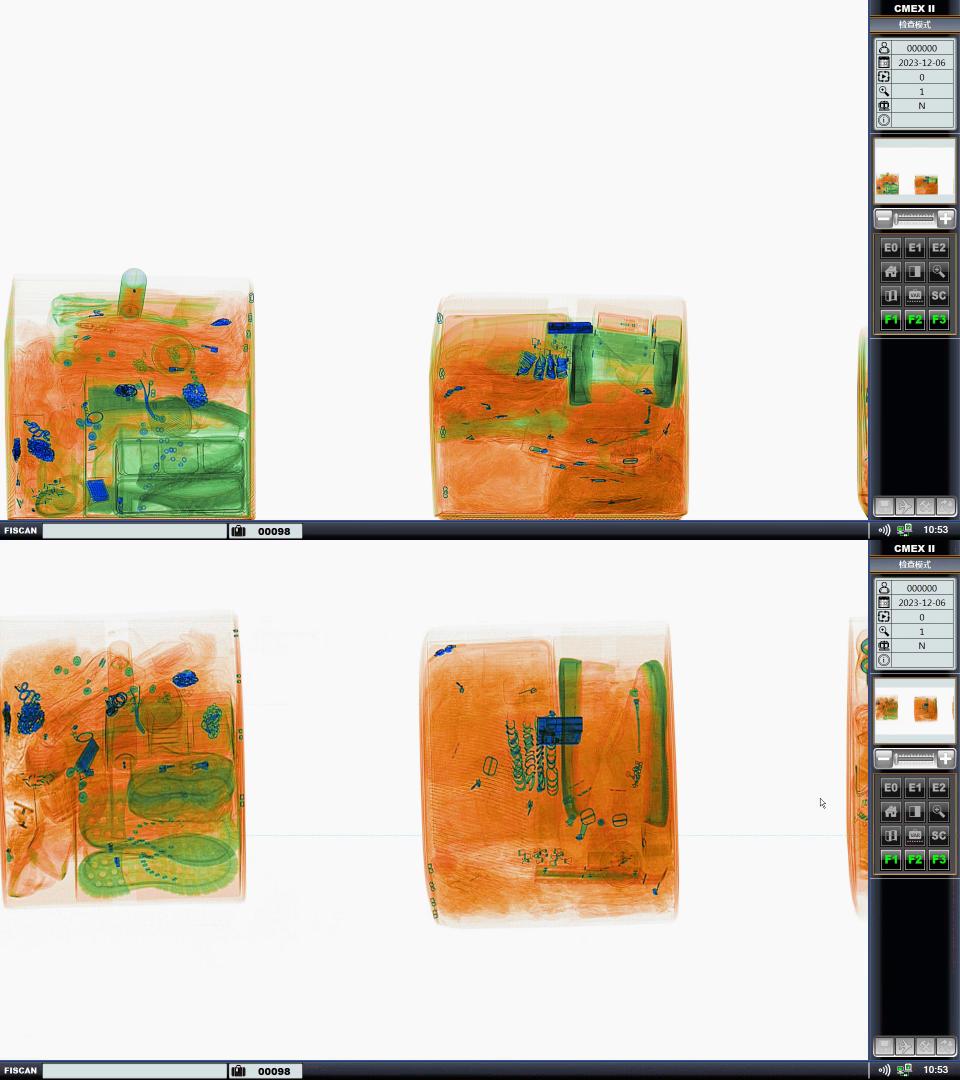 CMEX II
检查模式
000000
2023-12-06
0
1
N
E0 E1 E2
VAR SC
F1 F2 F3
FISCAN 00098 10:53
CMEX II
检查模式
000000
2023-12-06
0
1
N
E0 E1 E2
VAR SC
F1 F2 F3
FISCAN 00098 10:53